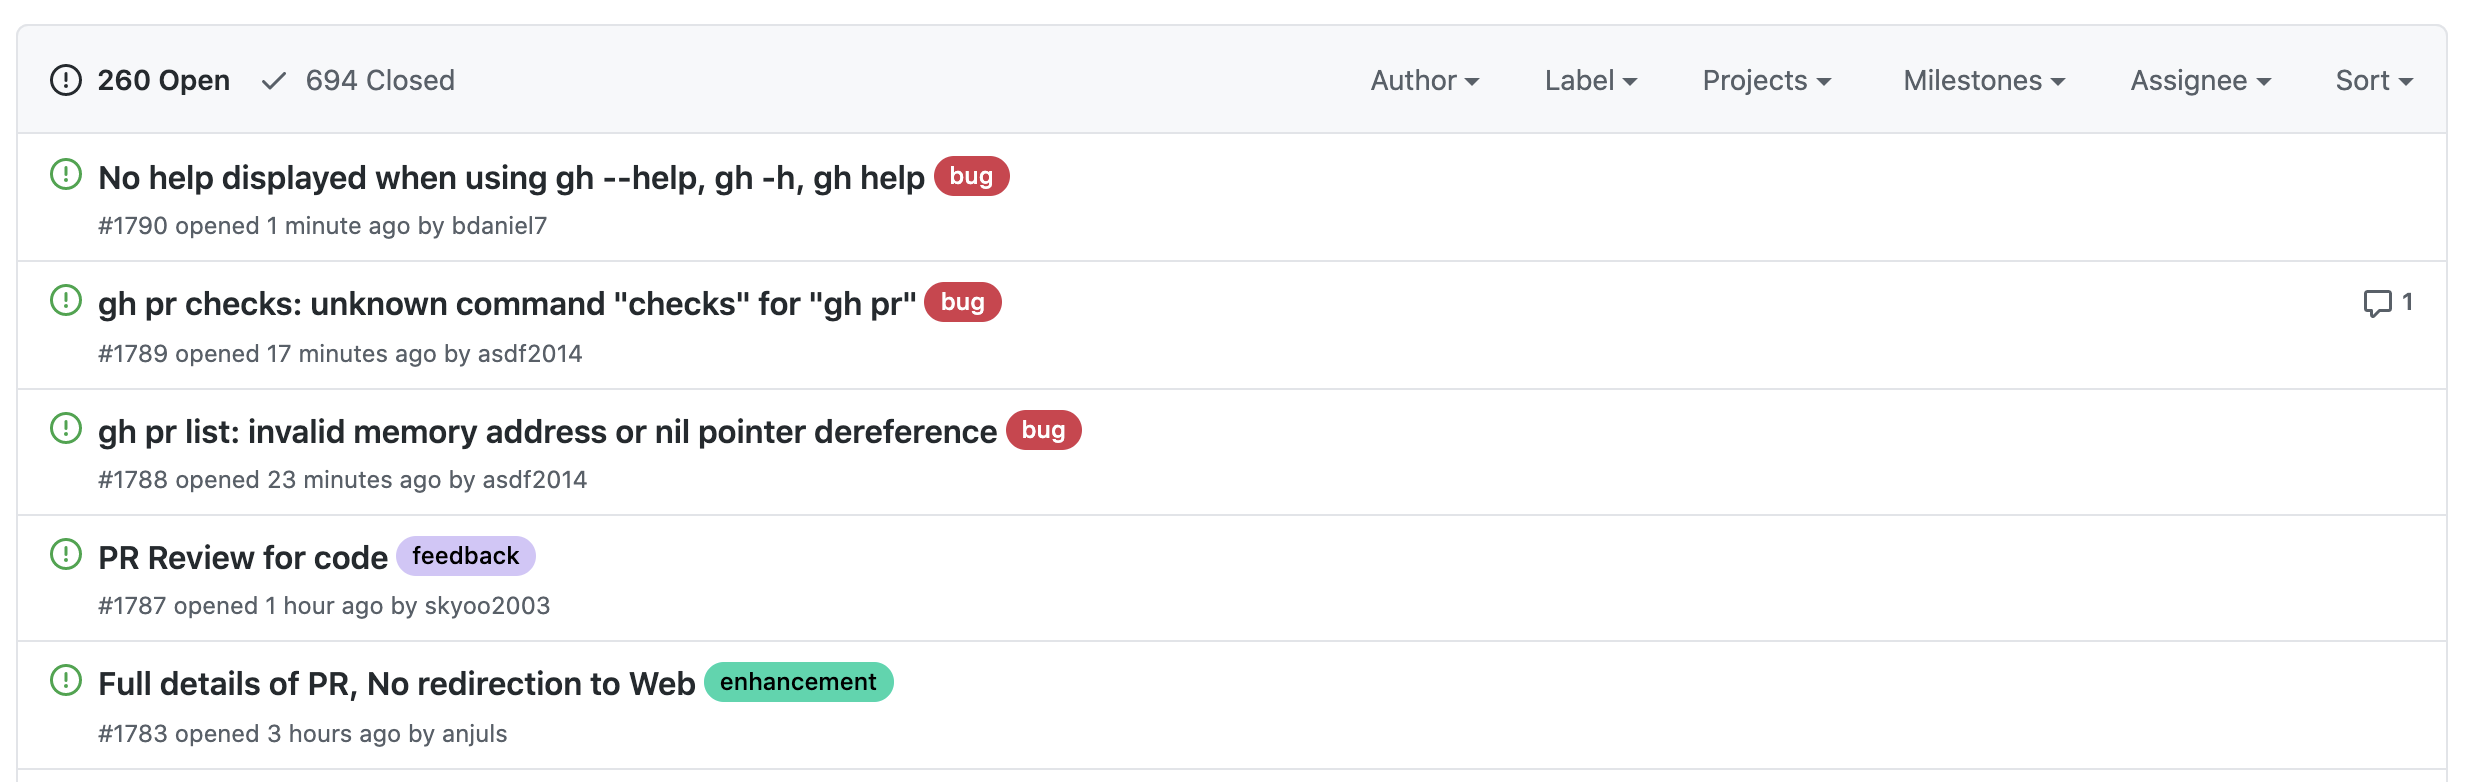 260 Open 694 Closed Author Label Projects Milestones Assignee Sort
No help displayed when using gh --help, gh -h, gh help bug
#1790 opened 1 minute ago by bdaniel7
gh pr checks: unknown command "checks" for "gh pr" bug 1
#1789 opened 17 minutes ago by asdf2014
gh pr list: invalid memory address or nil pointer dereference bug
#1788 opened 23 minutes ago by asdf2014
PR Review for code feedback
#1787 opened 1 hour ago by skyoo2003
Full details of PR, No redirection to Web enhancement
#1783 opened 3 hours ago by anjuls